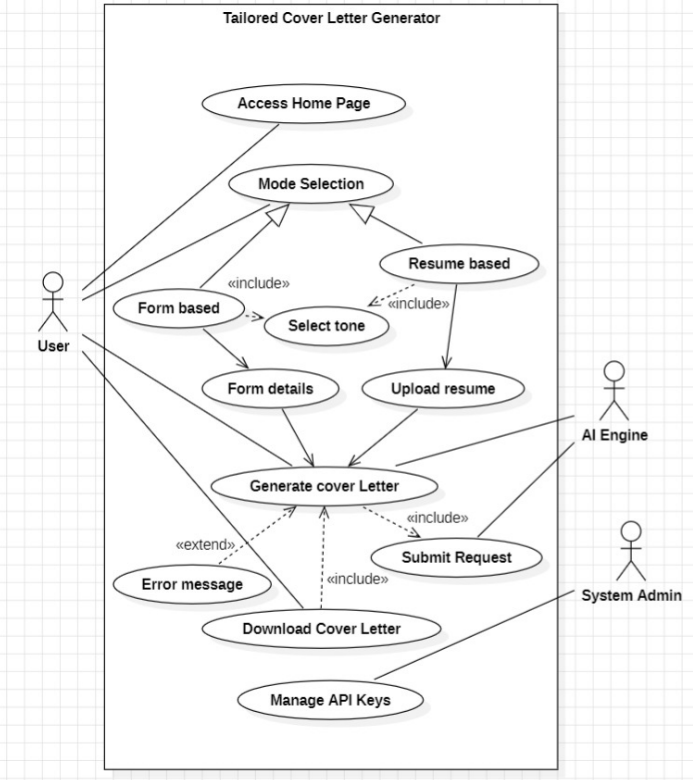 Tailored Cover Letter Generator
Access Home Page
Mode Selection
Resume based
«include»
«include»
Form based
Select tone
User
Form details
Upload resume
AI Engine
Generate cover Letter
«include»
«extend»
Submit Request
Error message
«include»
System Admin
Download Cover Letter
Manage API Keys